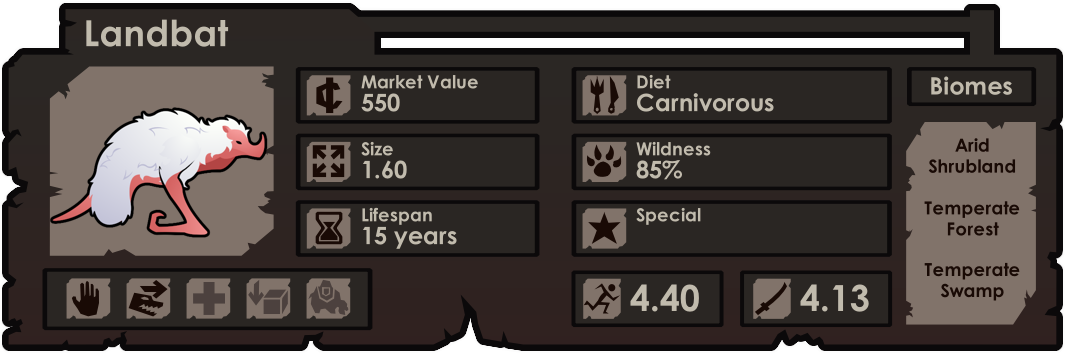 Landbat
Market Value
550
Size
1.60
Lifespan
15 years
Diet
Carnivorous
Wildness
85%
Special
4.40
4.13
Biomes
Arid
Shrubland
Temperate
Forest
Temperate
Swamp